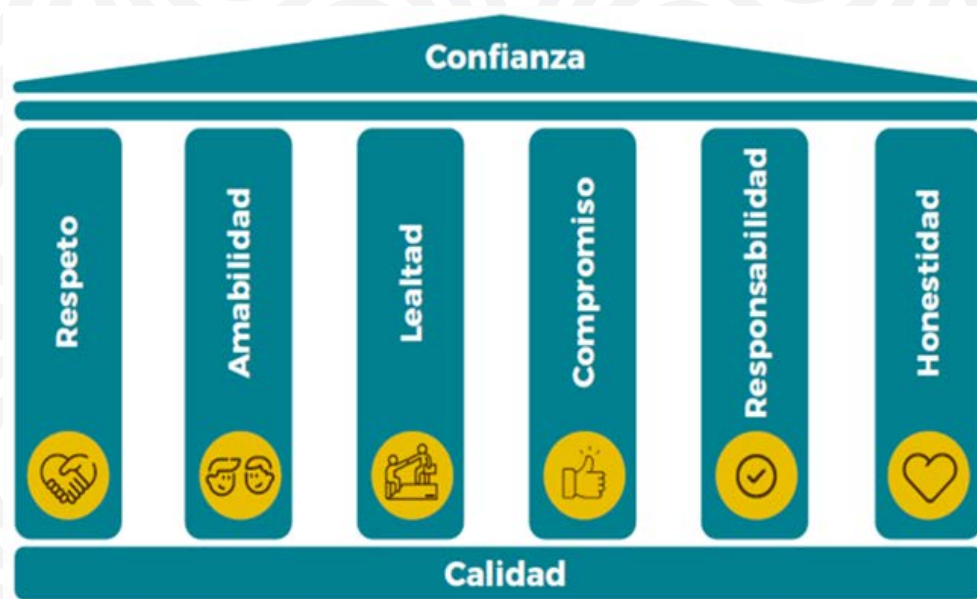 Confianza
Respeto
Amabilidad
Lealtad
Compromiso
Responsabilidad
Honestidad
Calidad